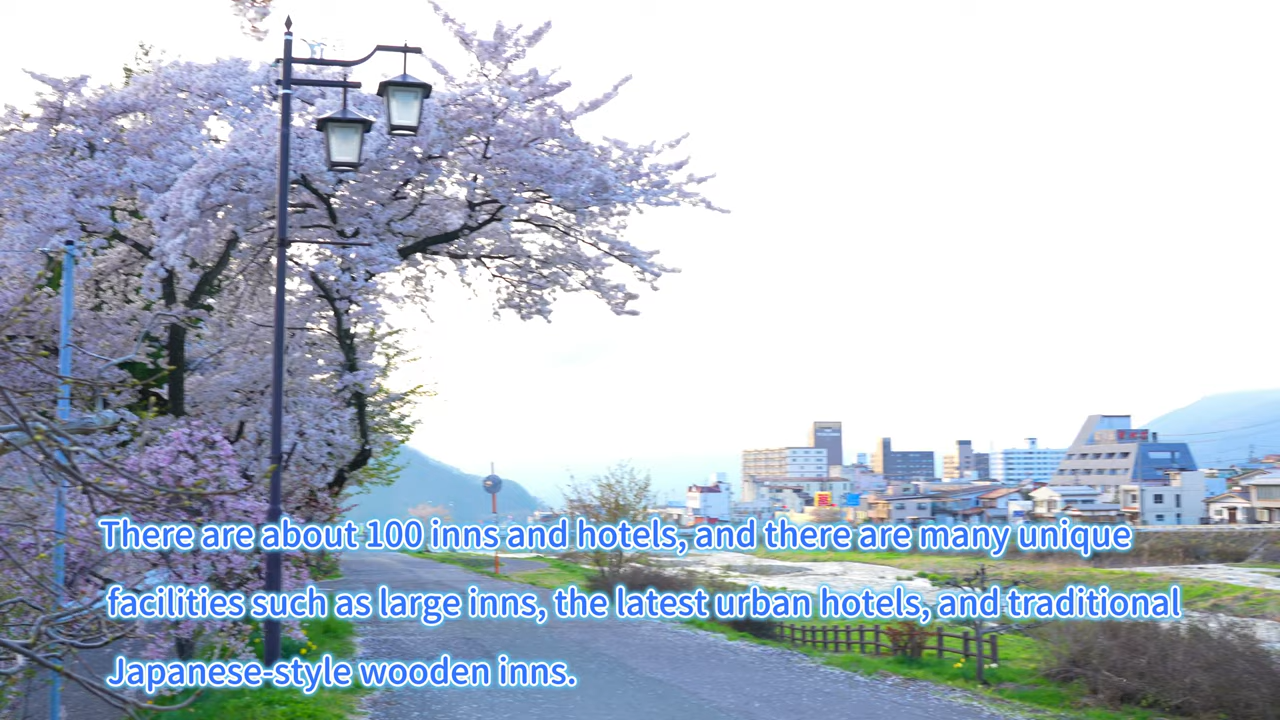 There are about 100 inns and hotels, and there are many unique
facilities such as large inns, the latest urban hotels, and traditional
Japanese-style wooden inns.